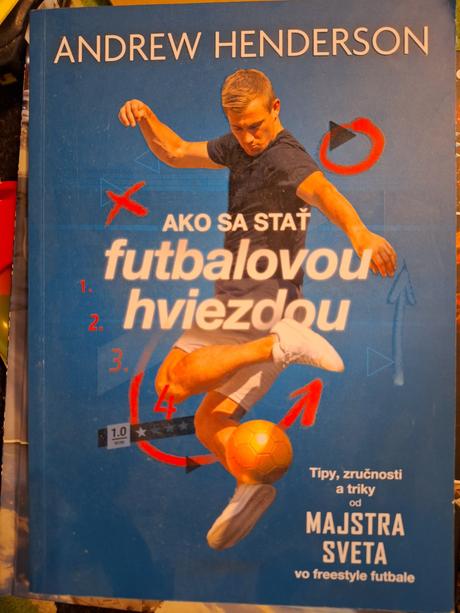 ANDREW HENDERSON
AKO SA STAŤ
futbalovou
hviezdou
1.
2.
3.
4
1.0
Tipy, zručnosti
a triky
od
MAJSTRA
SVETA
vo freestyle futbale